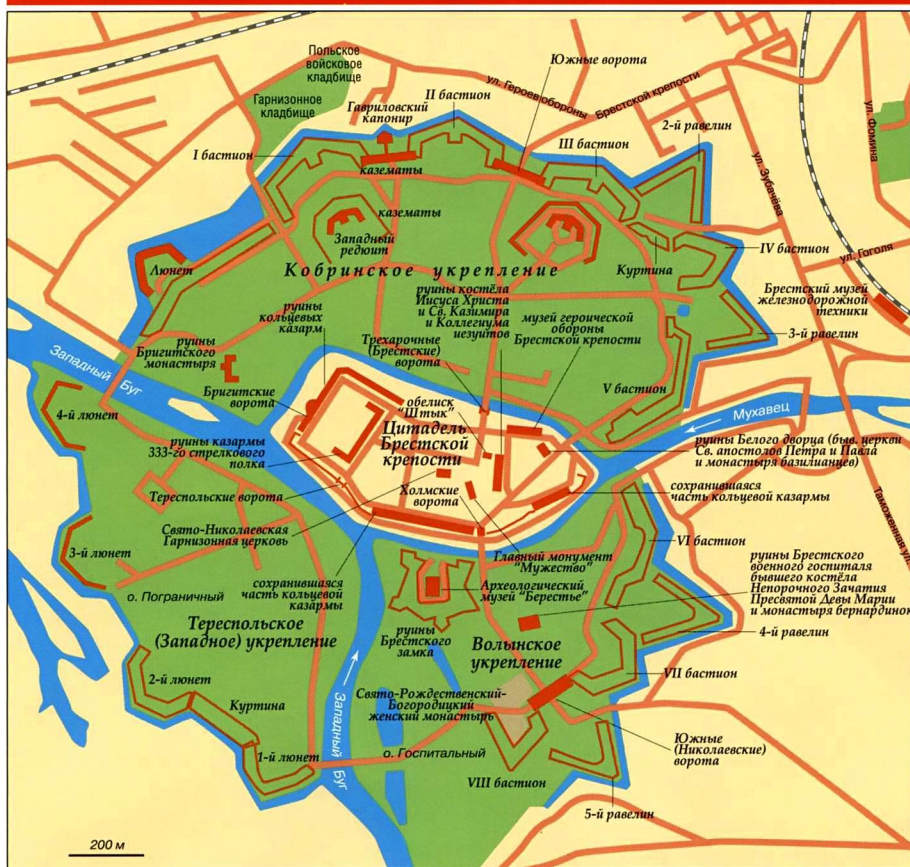 Польское
войсковое
кладбище
Гарнизонное
кладбище
Гавриловский
капонир
II бастион
Южные ворота
ул. Героев обороны Брестской крепости
2-й равелин
III бастион
ул. Зубачёва
ул. Фомина
I бастион
казематы
казематы
Западный
редюит
Люнет
Кобринское укрепление
Куртина
IV бастион
ул. Гоголя
Брестский музей
железнодорожной
техники
3-й равелин
руины
кольцевых
казарм
руины костёла
Иисуса Христа
и Св. Казимира
и Коллегиума
иезуитов
музей героической
обороны
Брестской крепости
Трехарочные
(Брестские)
ворота
руины
Бригитского
монастыря
Западный Буг
Бригитские
ворота
V бастион
4-й люнет
обелиск
"Штык"
Мухавец
Цитадель
Брестской
крепости
руины казармы
333-го стрелкового
полка
руины Белого дворца (быв. церкви
Св. апостолов Петра и Павла
и монастыря базилианцев)
Тереспольские ворота
Холмские
ворота
сохранившаяся
часть кольцевой казармы
Таможенная ул.
Свято-Николаевская
Гарнизонная церковь
VI бастион
3-й люнет
Главный монумент
"Мужество"
руины Брестского
военного госпиталя
бывшего костёла
Непорочного Зачатия
Пресвятой Девы Марии
и монастыря бернардинок
сохранившаяся
часть кольцевой
казармы
Археологический
музей "Берестье"
о. Пограничный
Тереспольское
(Западное) укрепление
руины
Брестского
замка
Волынское
укрепление
4-й равелин
2-й люнет
VII бастион
Куртина
Свято-Рождественский-
Богородицкий
женский монастырь
Западный Буг
1-й люнет
о. Госпитальный
Южные
(Николаевские)
ворота
VIII бастион
5-й равелин
200 м